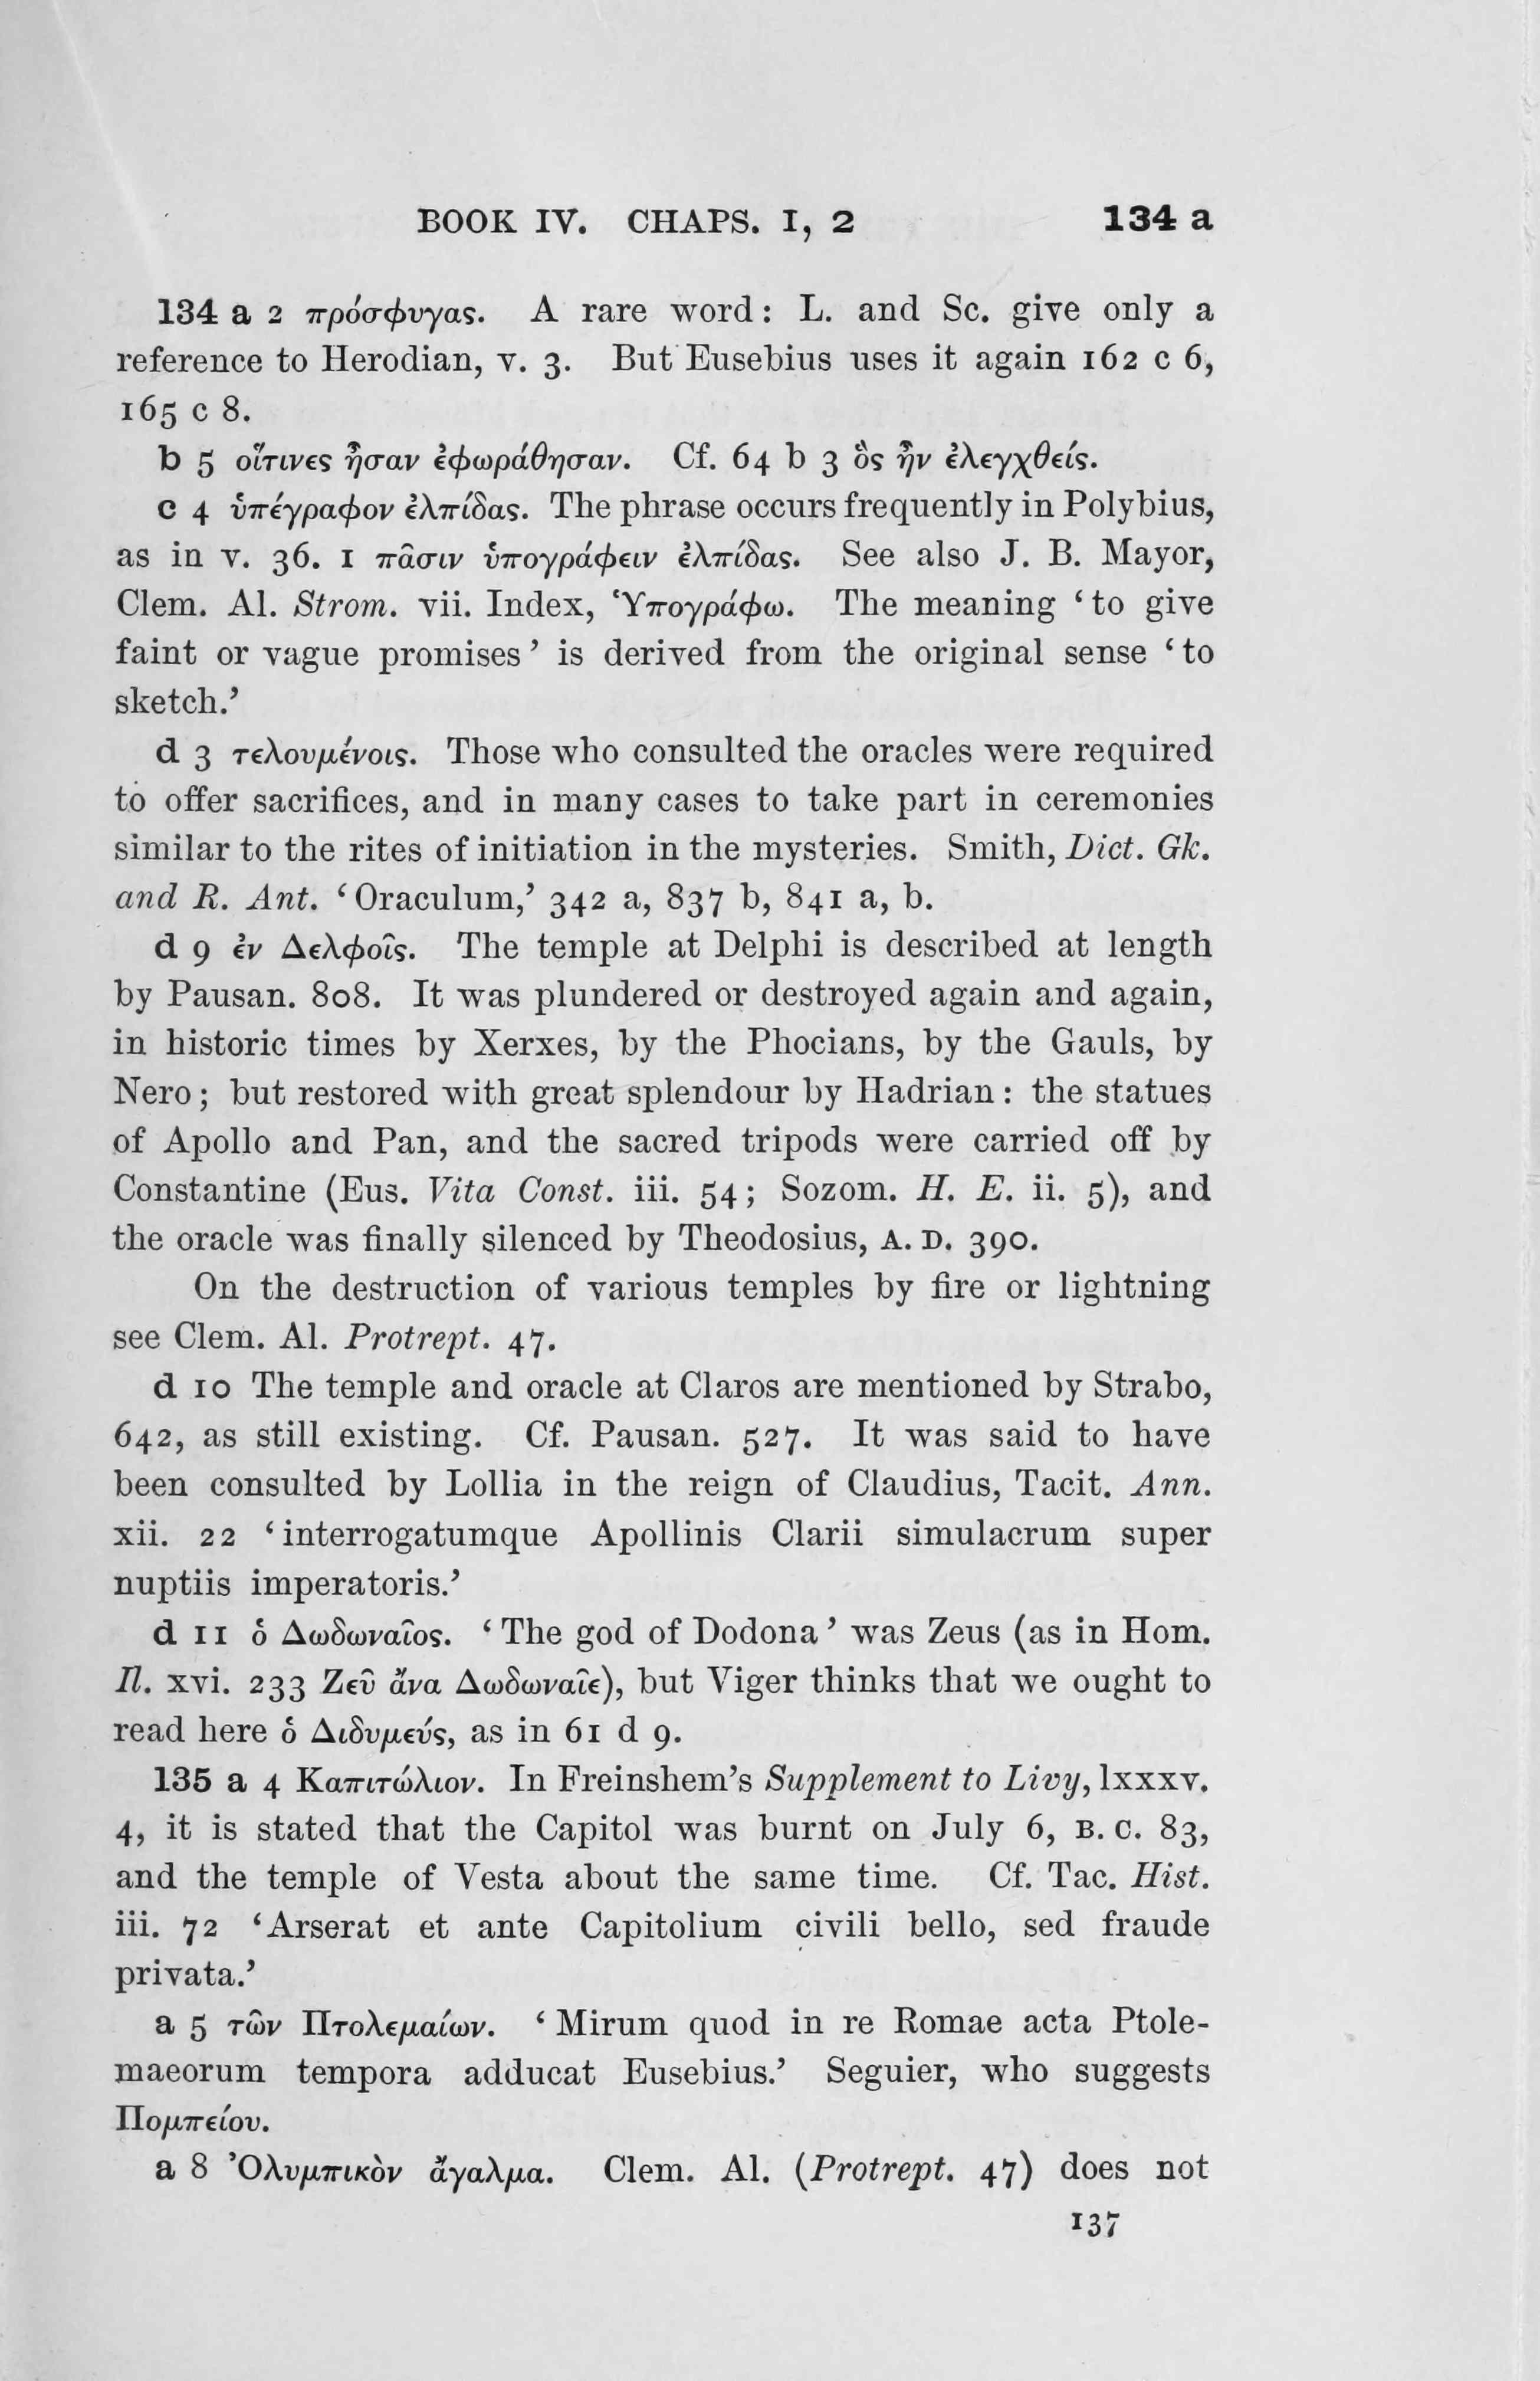 BOOK IV. CHAPS. 1, 2 134 a
134 a 2 πρόσφυγας. A rare word: L. and Sc. give only a
reference to Herodian, v. 3. But Eusebius uses it again 162 c 6,
165 c 8.
b 5 οἵτινες ἦσαν ἐφωράθησαν. Cf. 64 b 3 ὃς ἦν ἐλεγχθείς.
c 4 ὑπέγραφον ἐλπίδας. The phrase occurs frequently in Polybius,
as in v. 36. 1 πᾶσιν ὑπογράφειν ἐλπίδας. See also J. B. Mayor,
Clem. Al. Strom. vii. Index, Ὑπογράφω. The meaning ‘to give
faint or vague promises’ is derived from the original sense ‘to
sketch.’
d 3 τελουμένοις. Those who consulted the oracles were required
to offer sacrifices, and in many cases to take part in ceremonies
similar to the rites of initiation in the mysteries. Smith, Dict. Gk.
and R. Ant. ‘Oraculum,’ 342 a, 837 b, 841 a, b.
d 9 ἐν Δελφοῖς. The temple at Delphi is described at length
by Pausan. 808. It was plundered or destroyed again and again,
in historic times by Xerxes, by the Phocians, by the Gauls, by
Nero; but restored with great splendour by Hadrian: the statues
of Apollo and Pan, and the sacred tripods were carried off by
Constantine (Eus. Vita Const. iii. 54; Sozom. H. E. ii. 5), and
the oracle was finally silenced by Theodosius, A. D. 390.
On the destruction of various temples by fire or lightning
see Clem. Al. Protrept. 47.
d 10 The temple and oracle at Claros are mentioned by Strabo,
642, as still existing. Cf. Pausan. 527. It was said to have
been consulted by Lollia in the reign of Claudius, Tacit. Ann.
xii. 22 ‘interrogatumque Apollinis Clarii simulacrum super
nuptiis imperatoris.’
d 11 ὁ Δωδωναῖος. ‘The god of Dodona’ was Zeus (as in Hom.
Il. xvi. 233 Ζεῦ ἄνα Δωδωναῖε), but Viger thinks that we ought to
read here ὁ Διδυμεύς, as in 61 d 9.
135 a 4 Καπιτώλιον. In Freinshem’s Supplement to Livy, lxxxv.
4, it is stated that the Capitol was burnt on July 6, B. C. 83,
and the temple of Vesta about the same time. Cf. Tac. Hist.
iii. 72 ‘Arserat et ante Capitolium civili bello, sed fraude
privata.’
a 5 τῶν Πτολεμαίων. ‘Mirum quod in re Romae acta Ptole-
maeorum tempora adducat Eusebius.’ Seguier, who suggests
Πομπείου.
a 8 Ὀλυμπικὸν ἄγαλμα. Clem. Al. (Protrept. 47) does not
137